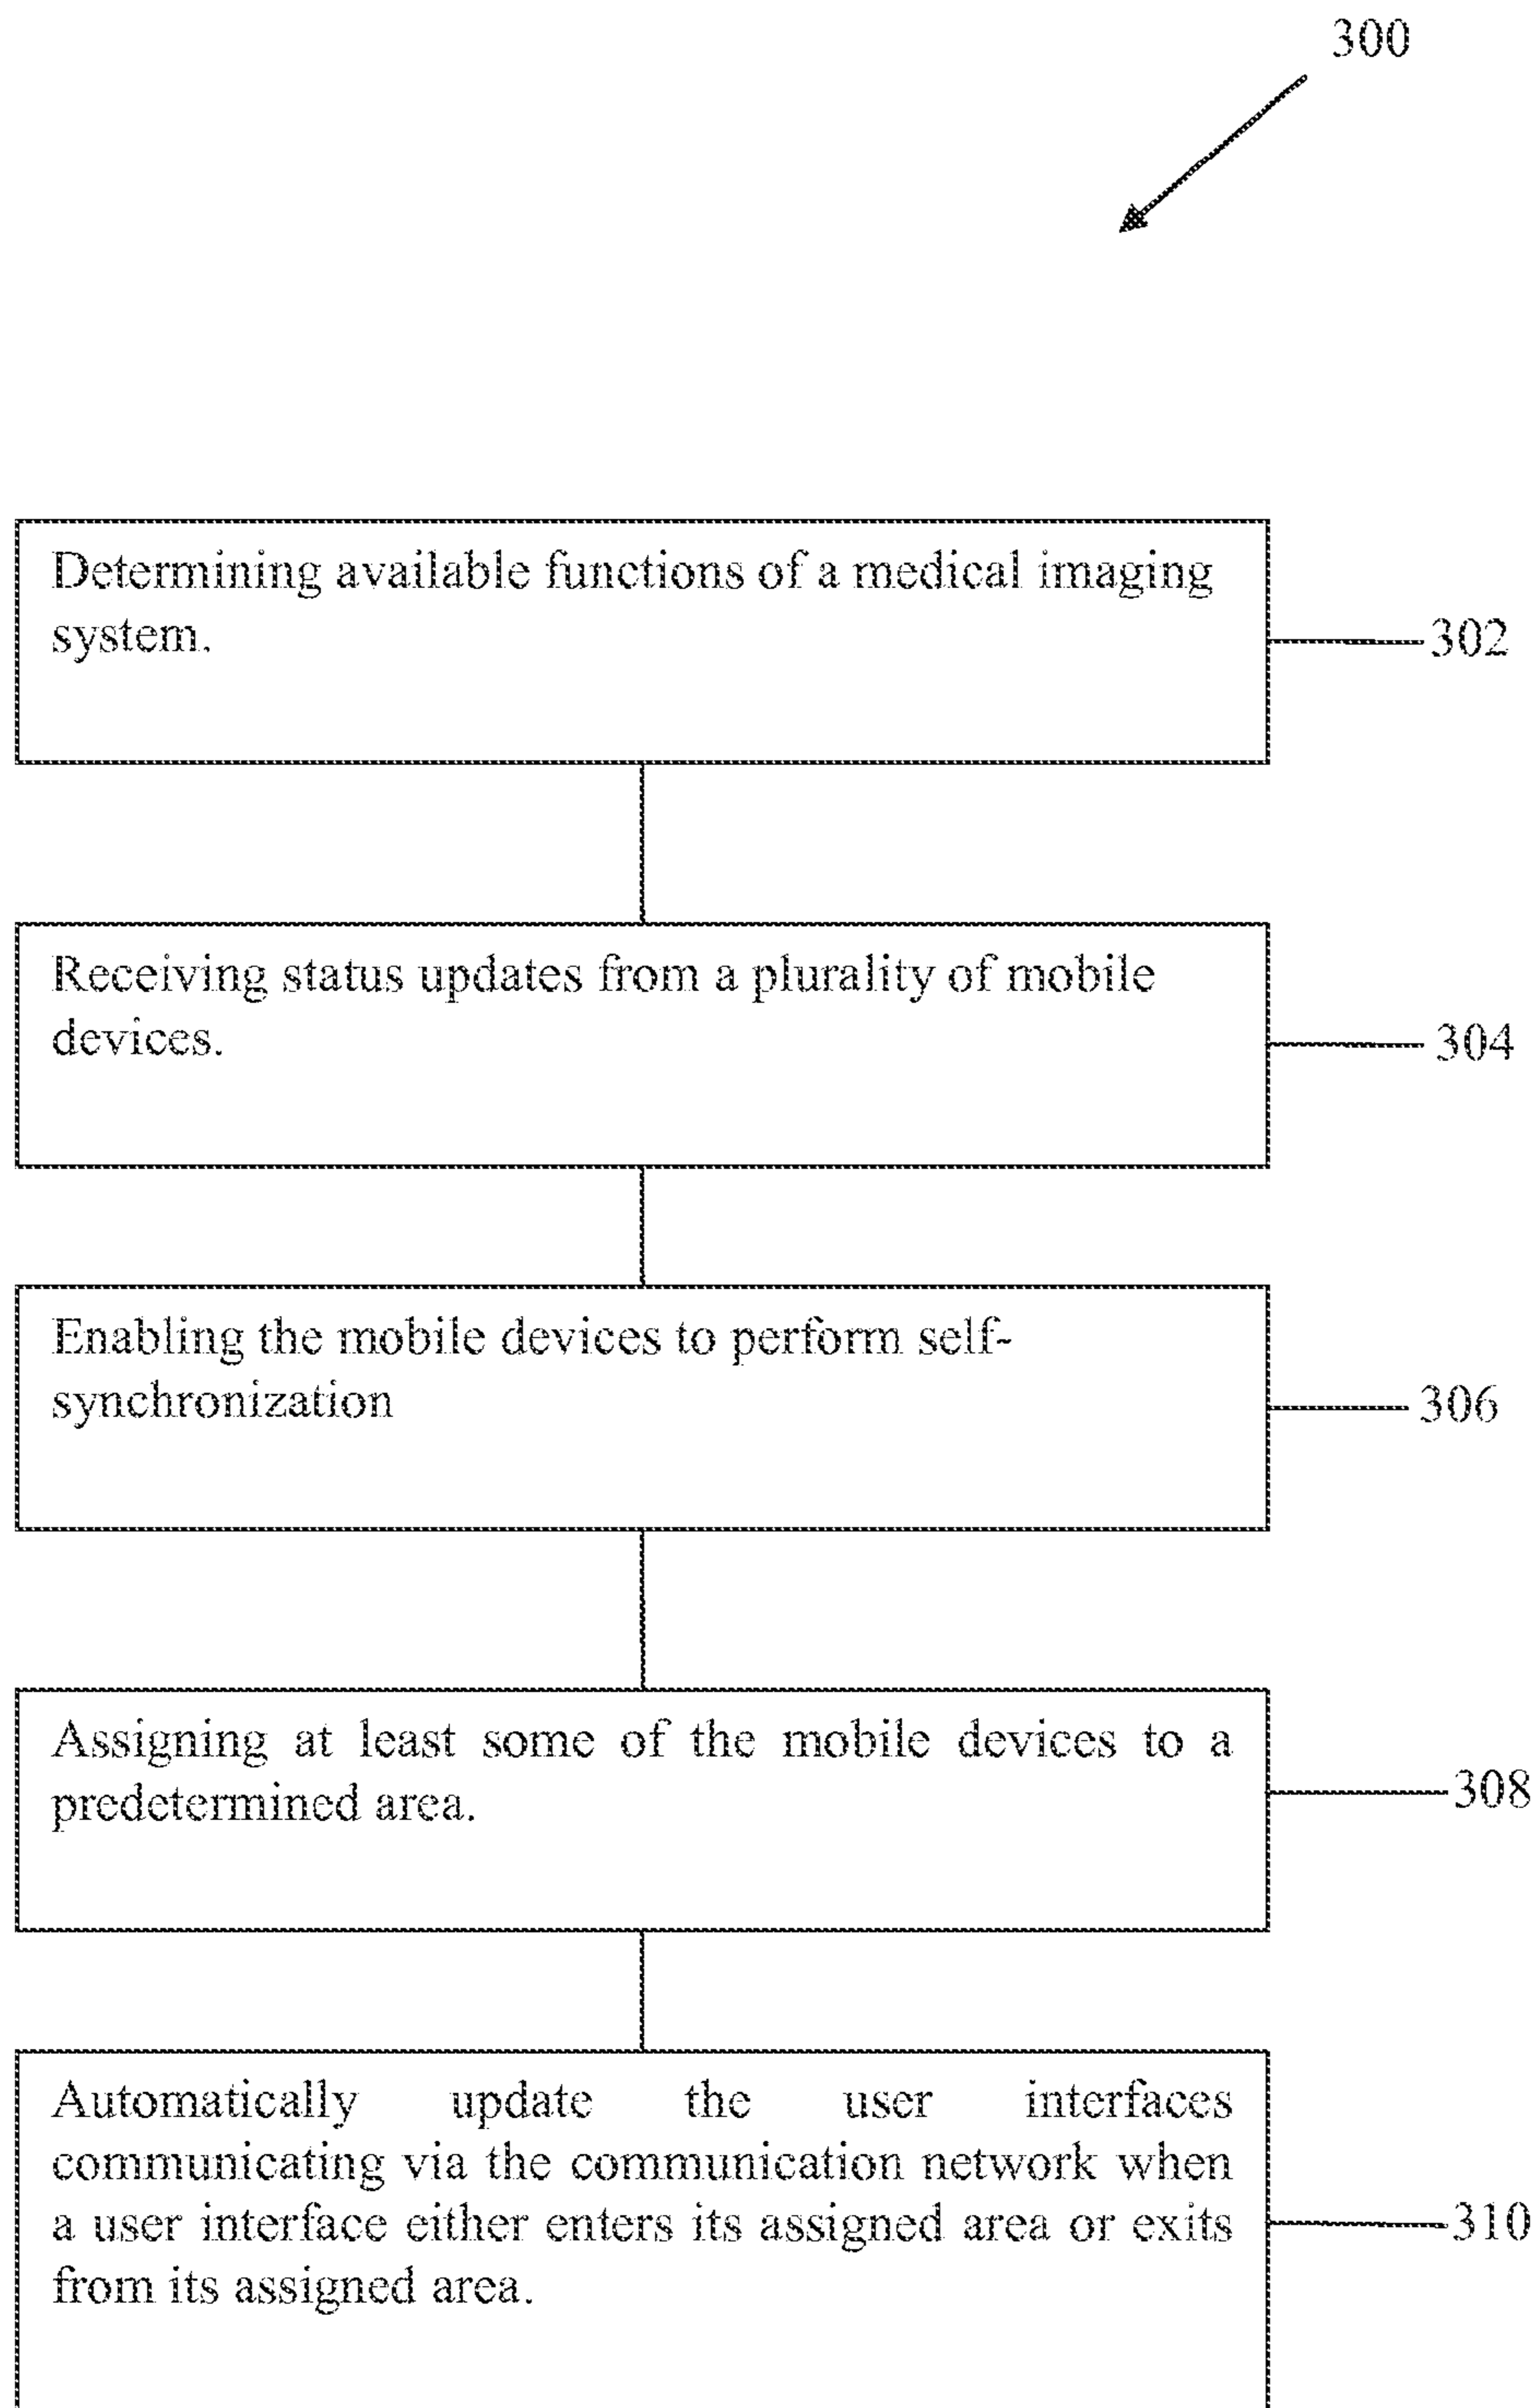 300
Determining available functions of a medical imaging
system.
302
Receiving status updates from a plurality of mobile
devices.
304
Enabling the mobile devices to perform self-
synchronization
306
Assigning at least some of the mobile devices to a
predetermined area.
308
Automatically update the user interfaces
communicating via the communication network when
a user interface either enters its assigned area or exits
from its assigned area.
310